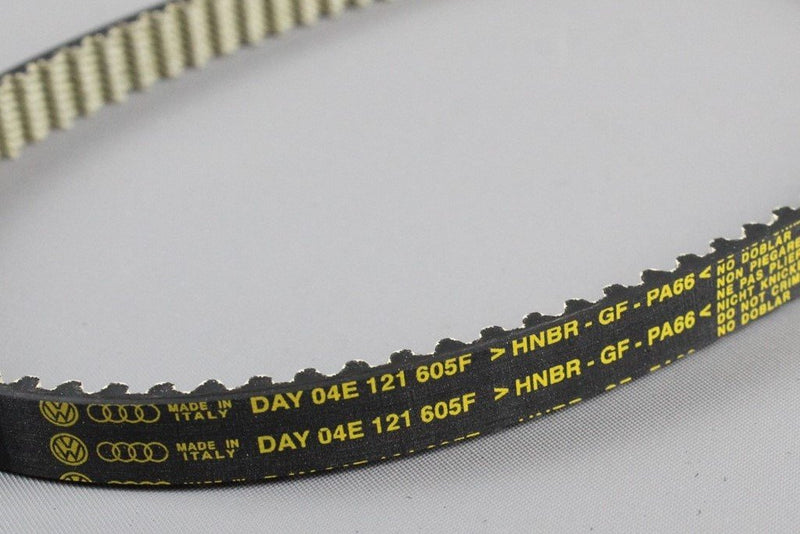 MADE IN ITALY DAY 04E 121 605F >HNBR - GF - PA66<
MADE IN ITALY DAY 04E 121 605F >HNBR - GF - PA66<
NO DOBLAR
NON PIEGARE
NE PAS PLIER
NICHT KNICK
DO NOT CRIM
NO DOBLAR